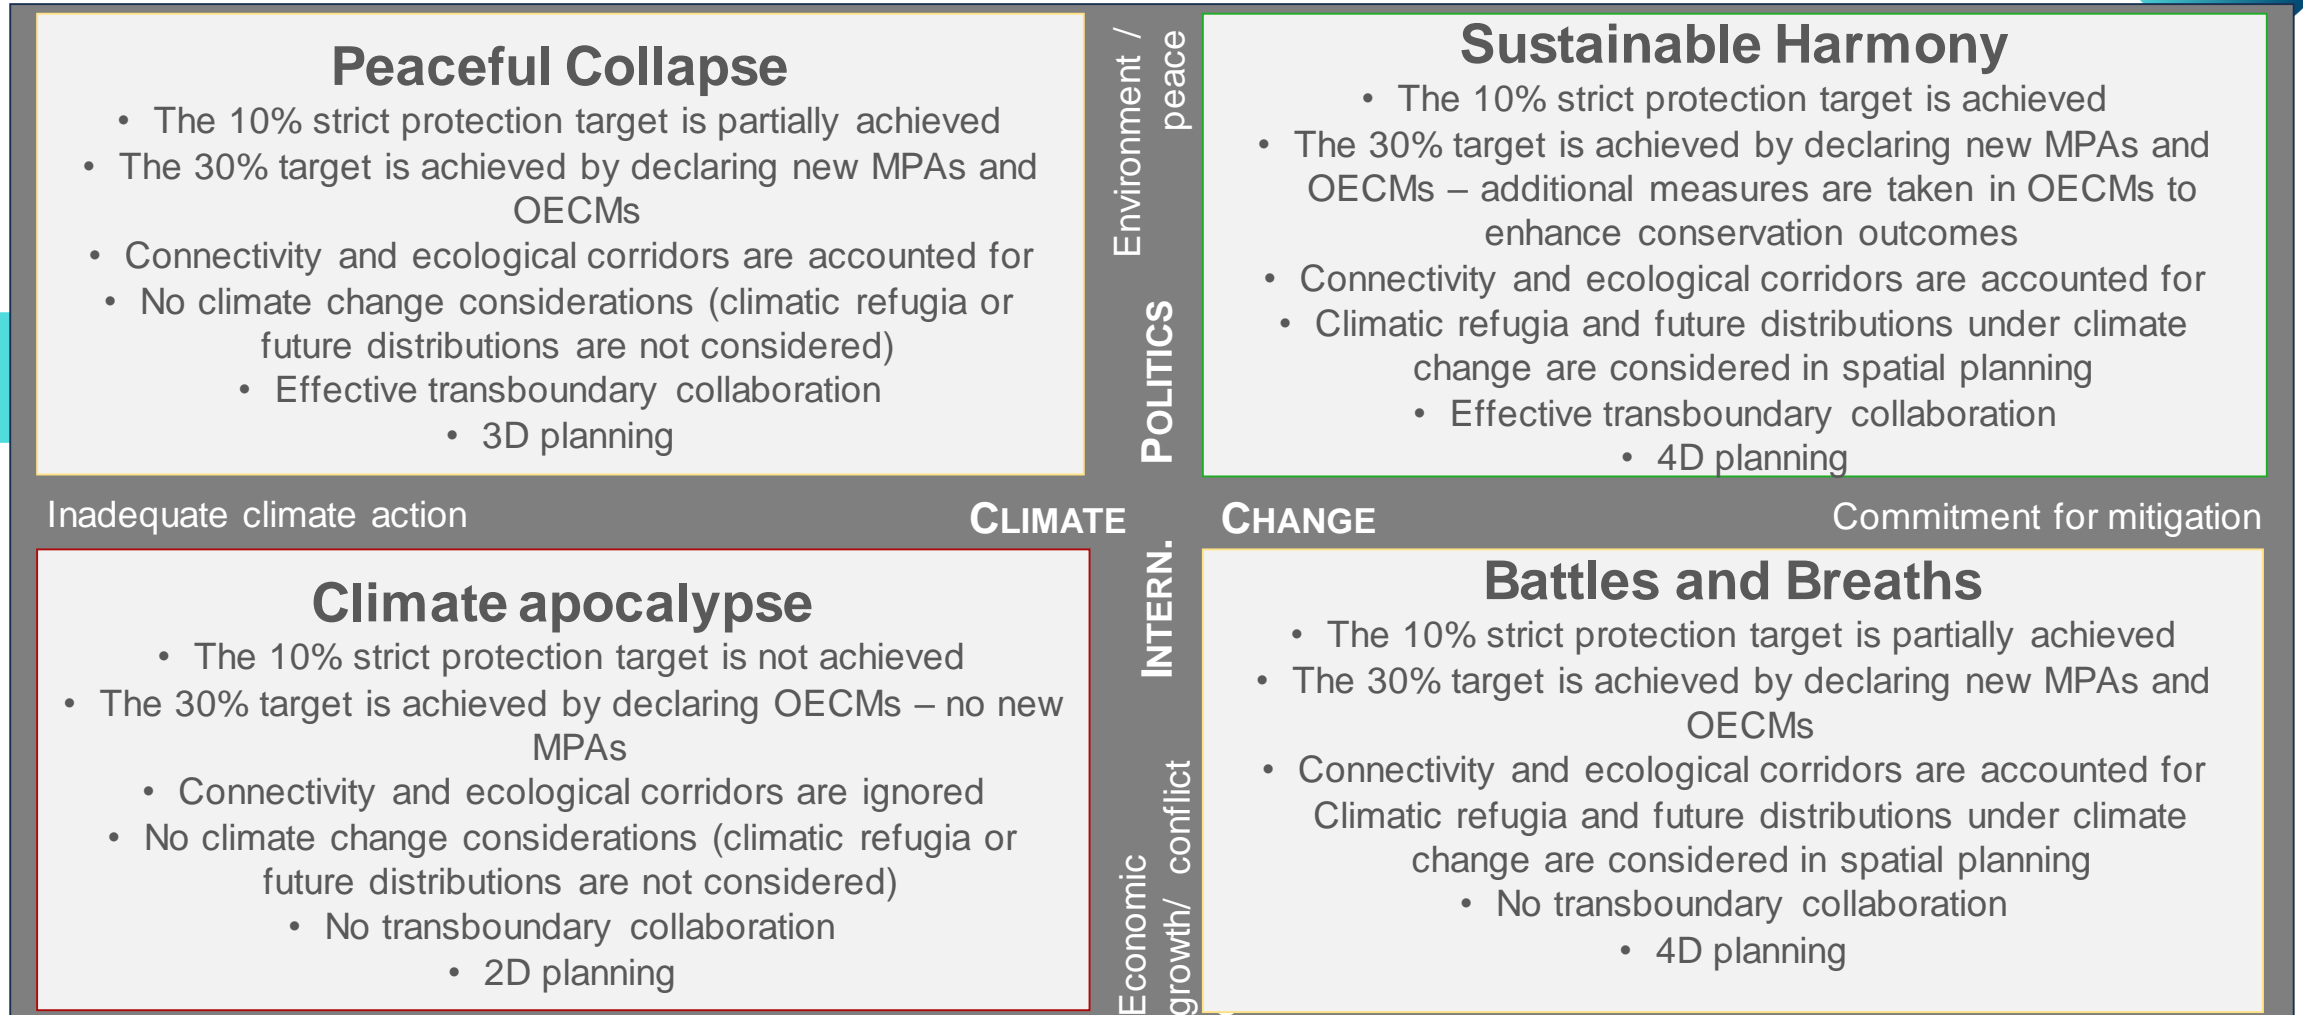 Peaceful Collapse
• The 10% strict protection target is partially achieved
• The 30% target is achieved by declaring new MPAs and
OECMs
• Connectivity and ecological corridors are accounted for
• No climate change considerations (climatic refugia or
future distributions are not considered)
• Effective transboundary collaboration
• 3D planning
Environment /
peace
Sustainable Harmony
• The 10% strict protection target is achieved
• The 30% target is achieved by declaring new MPAs and
OECMs – additional measures are taken in OECMs to
enhance conservation outcomes
• Connectivity and ecological corridors are accounted for
• Climatic refugia and future distributions under climate
change are considered in spatial planning
• Effective transboundary collaboration
• 4D planning
INTERN. POLITICS
Inadequate climate action
CLIMATE CHANGE
Commitment for mitigation
Climate apocalypse
• The 10% strict protection target is not achieved
• The 30% target is achieved by declaring OECMs – no new
MPAs
• Connectivity and ecological corridors are ignored
• No climate change considerations (climatic refugia or
future distributions are not considered)
• No transboundary collaboration
• 2D planning
Economic
growth/ conflict
Battles and Breaths
• The 10% strict protection target is partially achieved
• The 30% target is achieved by declaring new MPAs and
OECMs
• Connectivity and ecological corridors are accounted for
Climatic refugia and future distributions under climate
change are considered in spatial planning
• No transboundary collaboration
• 4D planning